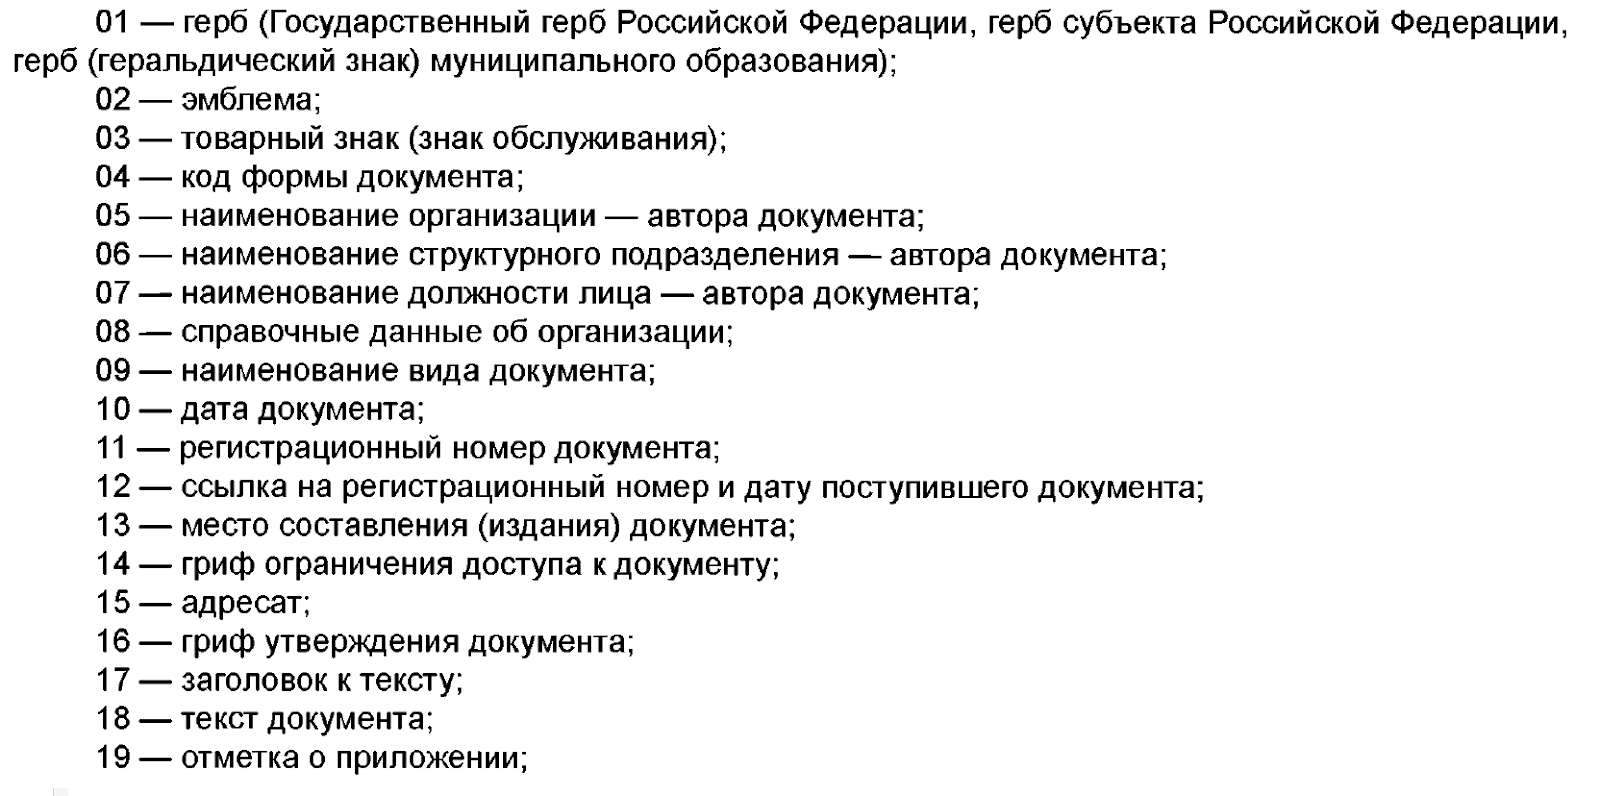 01 — герб (Государственный герб Российской Федерации, герб субъекта Российской Федерации,
герб (геральдический знак) муниципального образования);
02 — эмблема;
03 — товарный знак (знак обслуживания);
04 — код формы документа;
05 — наименование организации — автора документа;
06 — наименование структурного подразделения — автора документа;
07 — наименование должности лица — автора документа;
08 — справочные данные об организации;
09 — наименование вида документа;
10 — дата документа;
11 — регистрационный номер документа;
12 — ссылка на регистрационный номер и дату поступившего документа;
13 — место составления (издания) документа;
14 — гриф ограничения доступа к документу;
15 — адресат;
16 — гриф утверждения документа;
17 — заголовок к тексту;
18 — текст документа;
19 — отметка о приложении;